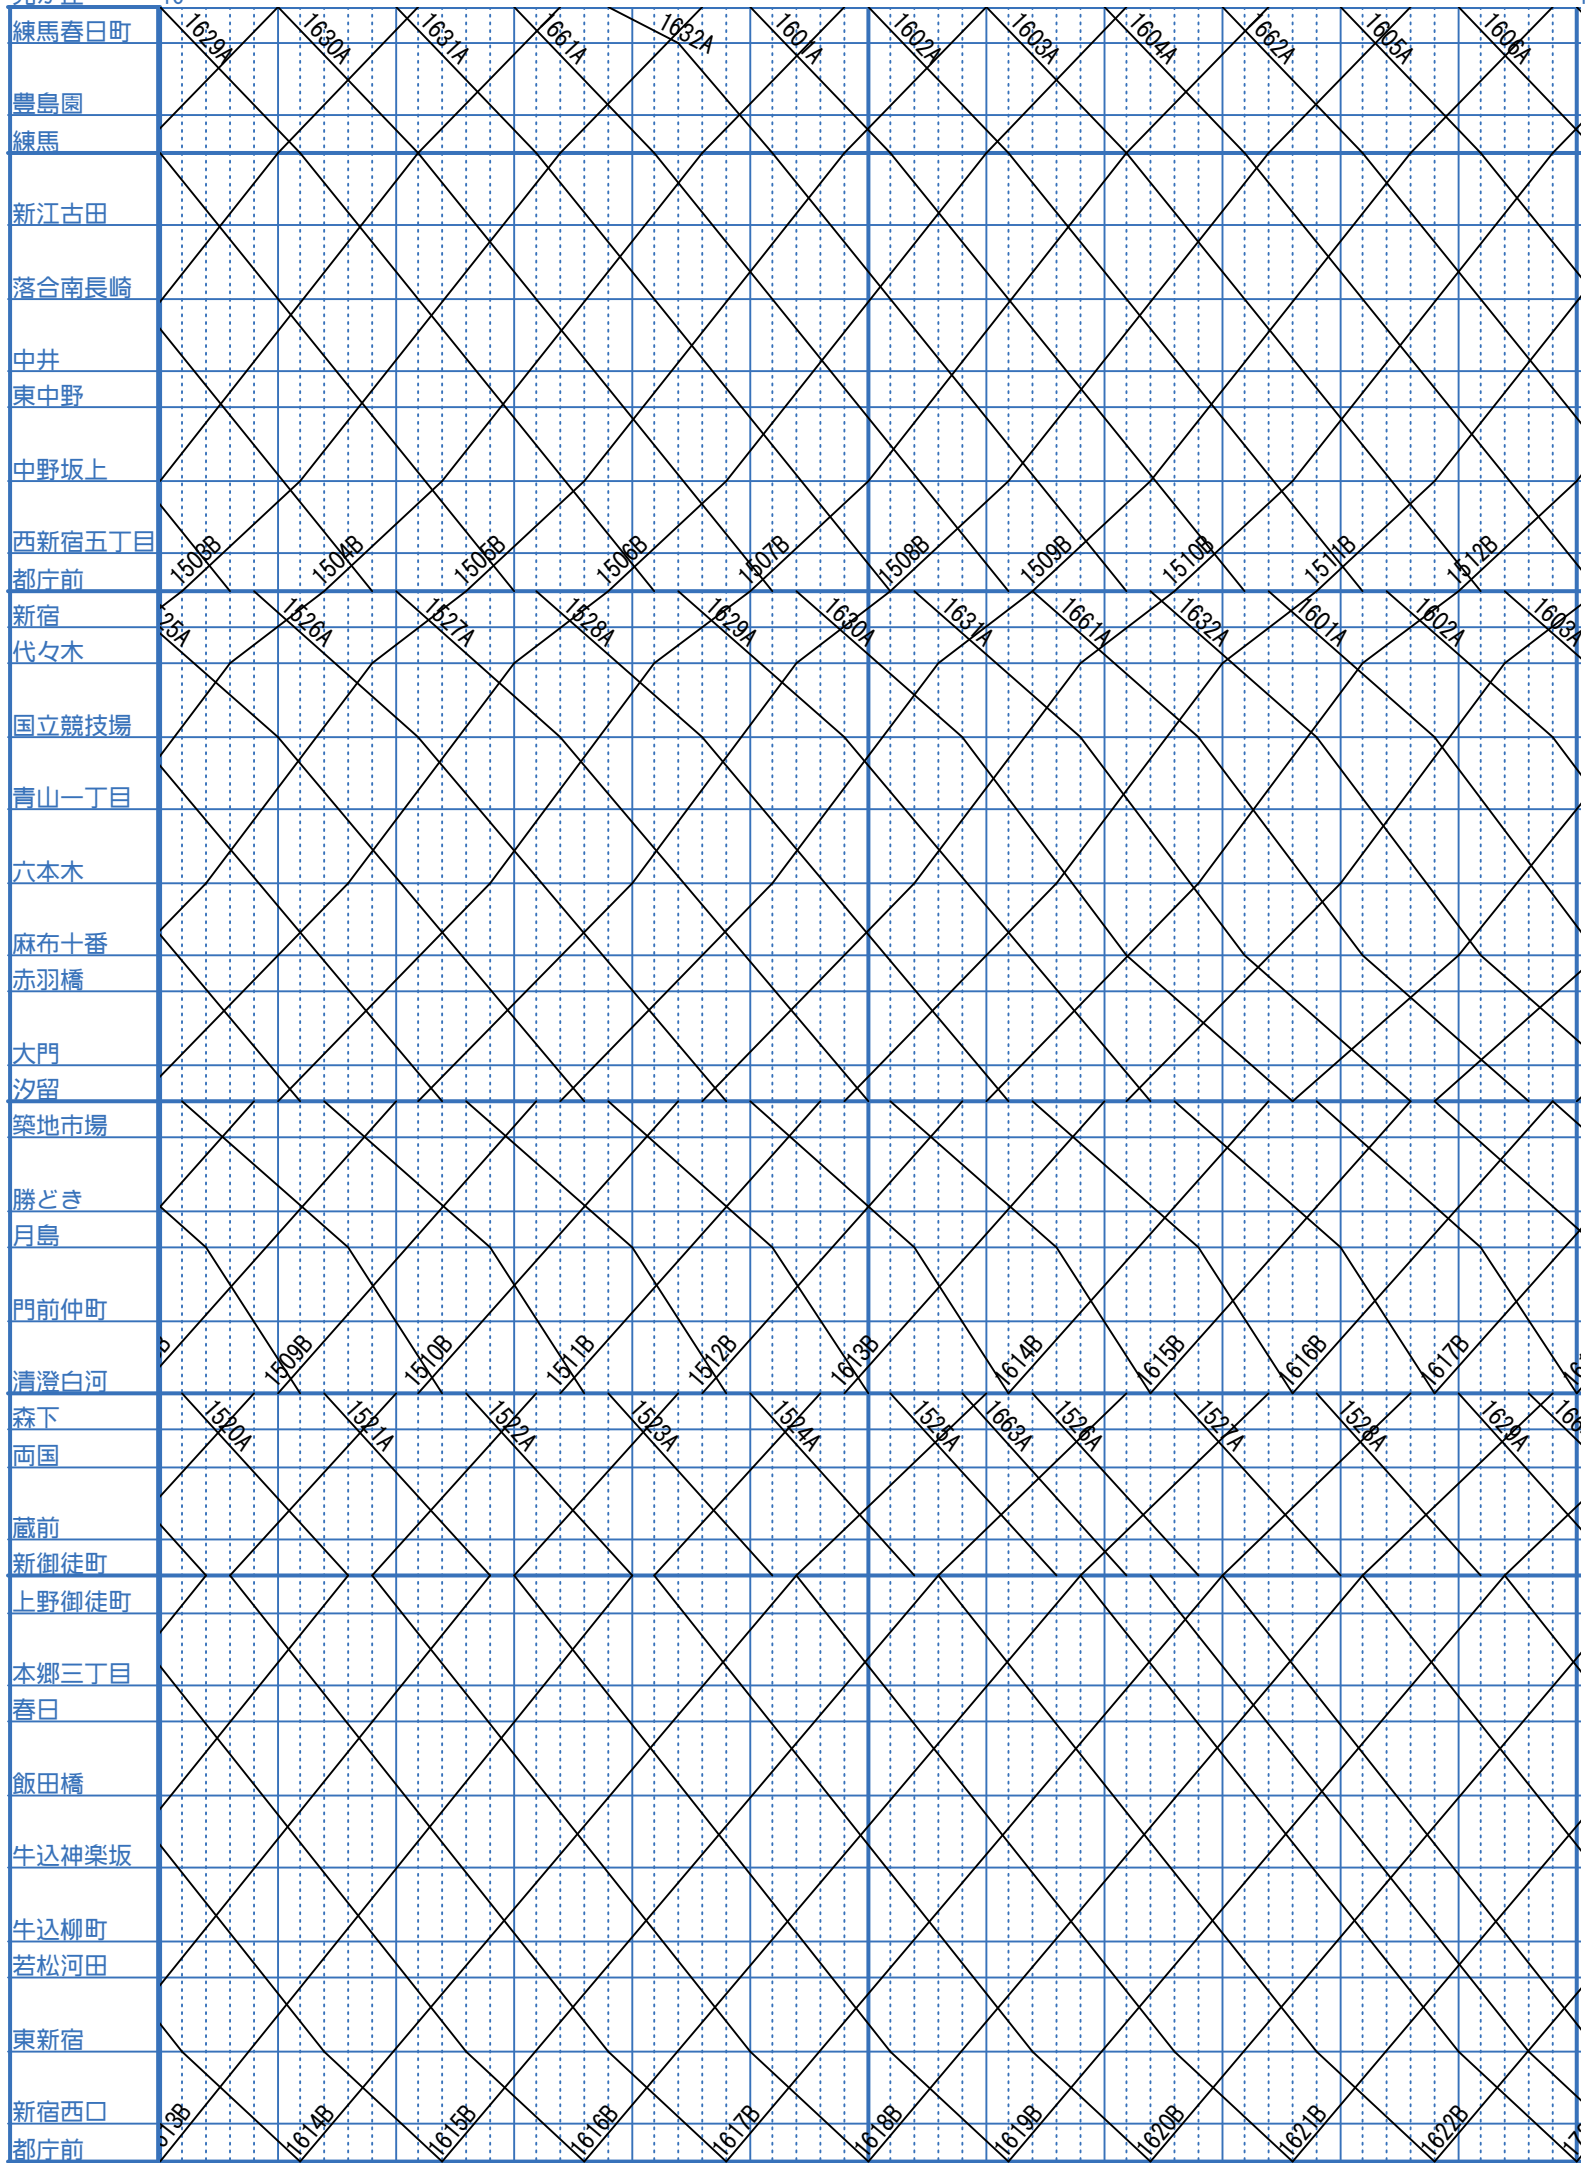 練馬春日町
1629A 1630A 1631A 1661A 1632A 1601A 1602A 1603A 1604A 1662A 1605A 1606A
豊島園
練馬
新江古田
落合南長崎
中井
東中野
中野坂上
西新宿五丁目
1503B 1504B 1505B 1506B 1507B 1508B 1509B 1510B 1511B 1512B
都庁前
新宿
25A 1526A 1527A 1528A 1629A 1630A 1631A 1661A 1632A 1601A 1602A 1603A
代々木
国立競技場
青山一丁目
六本木
麻布十番
赤羽橋
大門
汐留
築地市場
勝どき
月島
門前仲町
B 1509B 1510B 1511B 1512B 1613B 1614B 1615B 1616B 1617B
清澄白河
森下
1520A 1521A 1522A 1523A 1524A 1525A 1663A 1526A 1527A 1528A 1629A
両国
蔵前
新御徒町
上野御徒町
本郷三丁目
春日
飯田橋
牛込神楽坂
牛込柳町
若松河田
東新宿
新宿西口
613B 1614B 1615B 1616B 1617B 1618B 1619B 1620B 1621B 1622B
都庁前